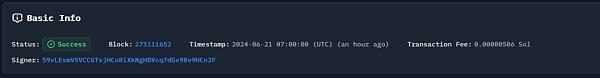 Basic Info
Status: Success Block: 273111652 Timestamp: 2024-06-21 07:00:00 (UTC) (an hour ago) Transaction Fee: 0.00000506 Sol
Signer: 59vLEsmV5VCCGTxjHCoRiXkNgHDVcq7dGx98v9HCn2F